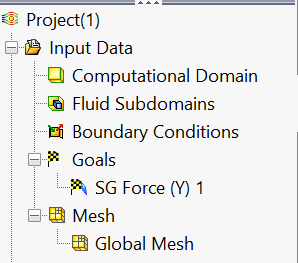 Project(1)
Input Data
Computational Domain
Fluid Subdomains
Boundary Conditions
Goals
SG Force (Y) 1
Mesh
Global Mesh